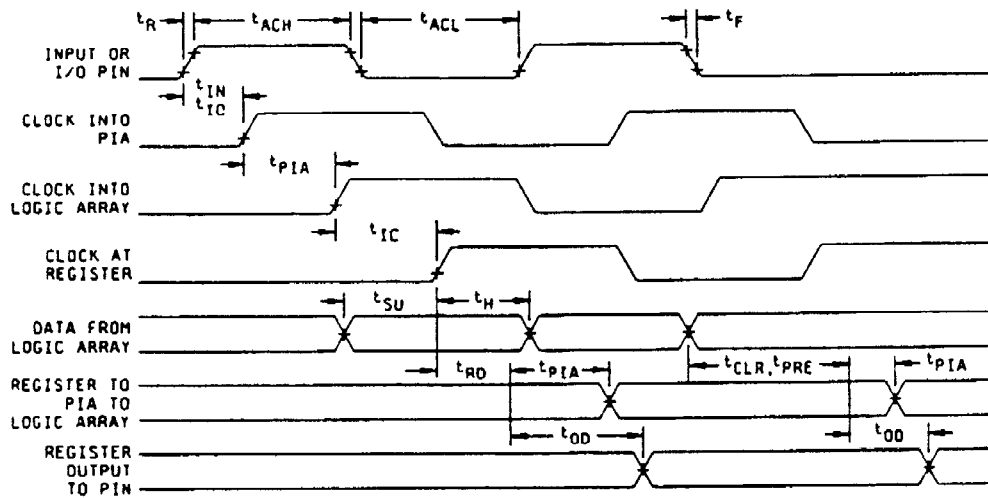 tR tACH tACL tF
INPUT OR
I/O PIN
tIN
tIO
CLOCK INTO
PIA
tPIA
CLOCK INTO
LOGIC ARRAY
tIC
CLOCK AT
REGISTER
tSU tH
DATA FROM
LOGIC ARRAY
tRD tPIA tCLR,tPRE tPIA
REGISTER TO
PIA TO
LOGIC ARRAY
tOD tOD
REGISTER
OUTPUT
TO PIN